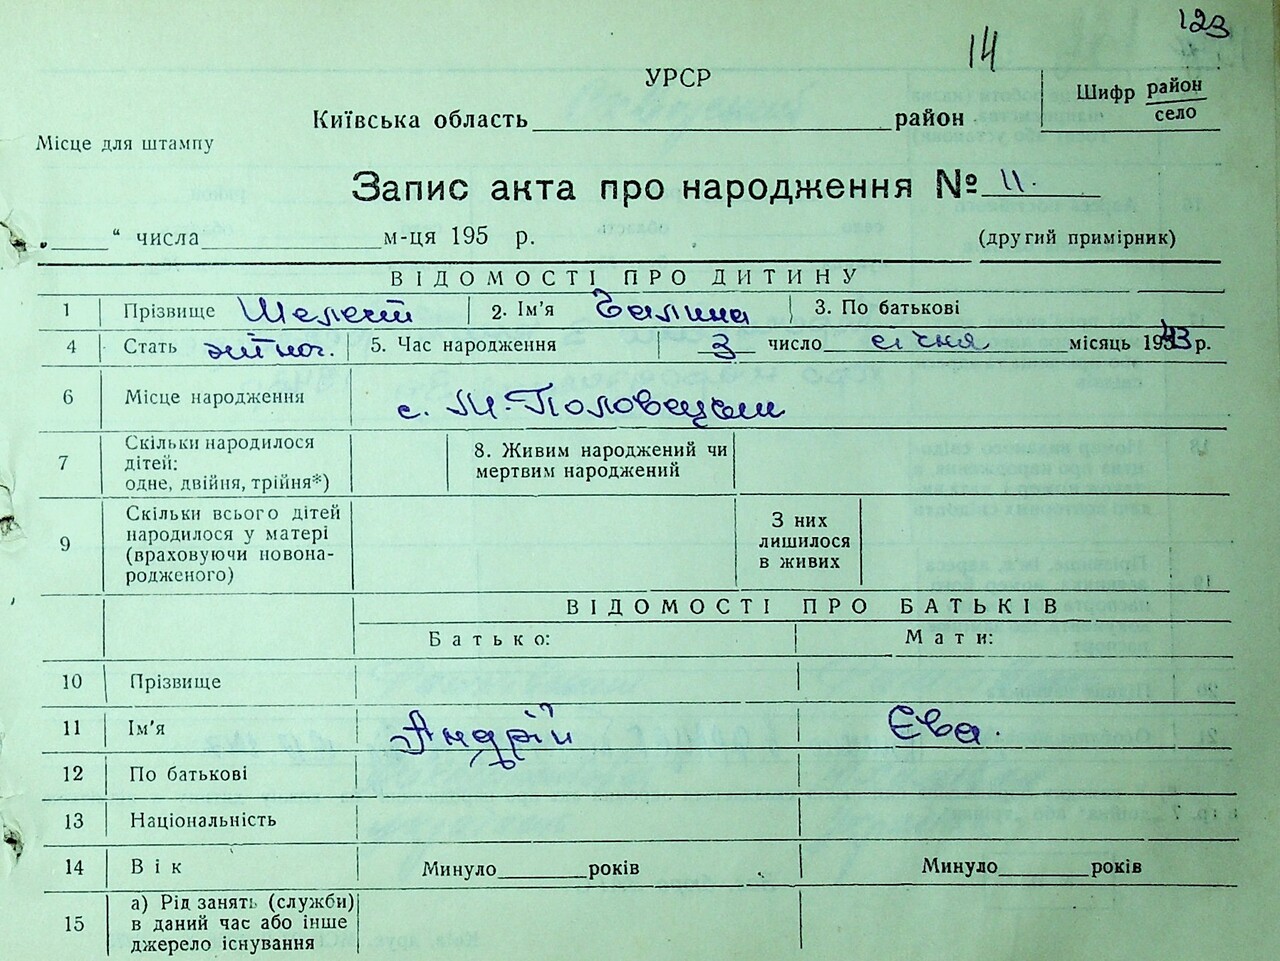 123
14
УРСР
Київська область район
Шифр район
село
Місце для штампу
Запис акта про народження № 11.
„ “ числа м-ця 195 р. (другий примірник)
ВІДОМОСТІ ПРО ДИТИНУ
1 Прізвище Шелест 2. Ім'я Галина 3. По батькові
4 Стать жіноч. 5. Час народження 3 число січня місяць 1943 р.
6 Місце народження с. М-Половецьке
7 Скільки народилося
дітей:
одне, двійня, трійня*)
8. Живим народжений чи
мертвим народжений
9 Скільки всього дітей
народилося у матері
(враховуючи новона-
родженого)
З них
лишилося
в живих
ВІДОМОСТІ ПРО БАТЬКІВ
Батько: Мати:
10 Прізвище
11 Ім'я Андрій Ева.
12 По батькові
13 Національність
14 Вік Минуло років Минуло років
15 а) Рід занять (служби)
в даний час або інше
джерело існування